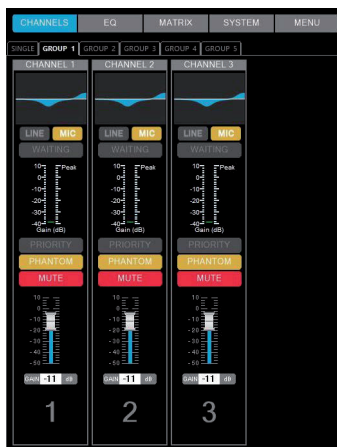 CHANNELS EQ MATRIX SYSTEM MENU
SINGLE GROUP 1 GROUP 2 GROUP 3 GROUP 4 GROUP 5
CHANNEL 1 CHANNEL 2 CHANNEL 3
LINE MIC LINE MIC LINE MIC
WAITING WAITING WAITING
10 Peak 10 Peak 10 Peak
0 0 0
-10 -10 -10
-20 -20 -20
-30 -30 -30
-40 -40 -40
Gain (dB) Gain (dB) Gain (dB)
PRIORITY PRIORITY PRIORITY
PHANTOM PHANTOM PHANTOM
MUTE MUTE MUTE
10 10 10
0 0 0
-10 -10 -10
-20 -20 -20
-30 -30 -30
-40 -40 -40
-50 -50 -50
GAIN -11 dB GAIN -11 dB GAIN -11 dB
1 2 3